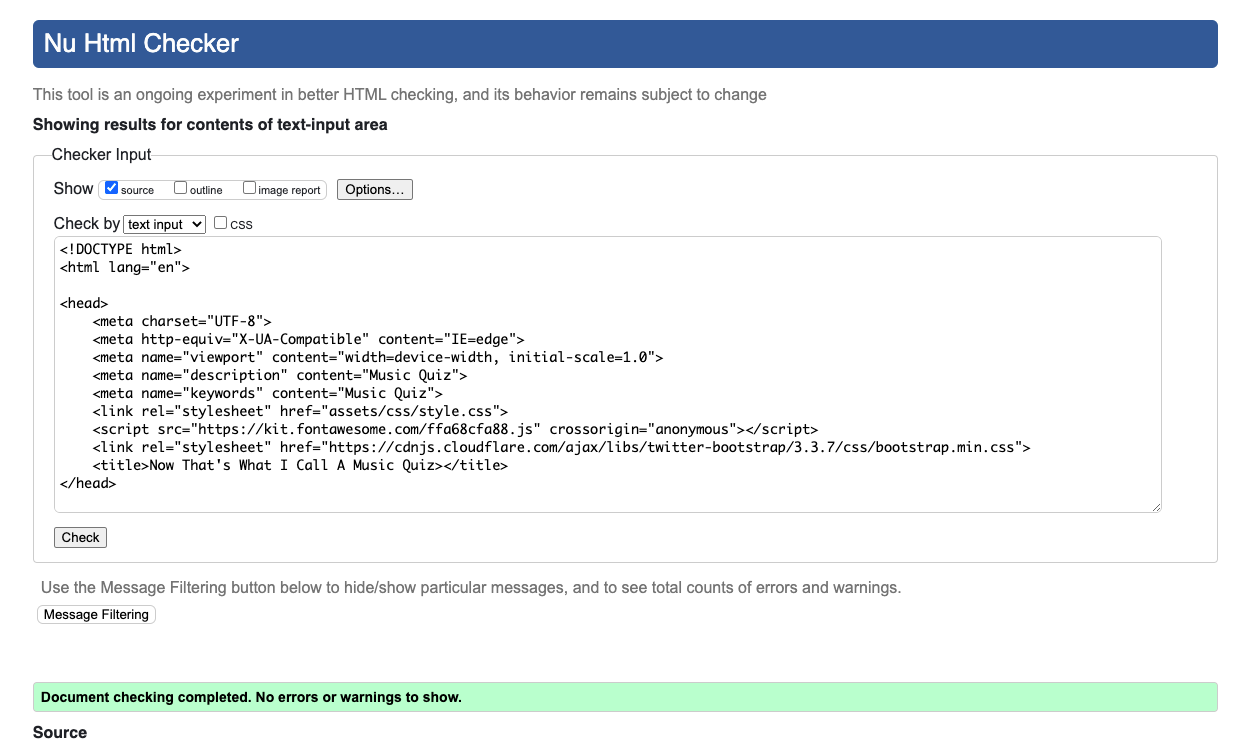 Nu Html Checker
This tool is an ongoing experiment in better HTML checking, and its behavior remains subject to change
Showing results for contents of text-input area
Checker Input
Show source outline image report Options...
Check by text input CSS
<!DOCTYPE html>
<html lang="en">
<head>
    <meta charset="UTF-8">
    <meta http-equiv="X-UA-Compatible" content="IE=edge">
    <meta name="viewport" content="width=device-width, initial-scale=1.0">
    <meta name="description" content="Music Quiz">
    <meta name="keywords" content="Music Quiz">
    <link rel="stylesheet" href="assets/css/style.css">
    <script src="https://kit.fontawesome.com/ffa68cfa88.js" crossorigin="anonymous"></script>
    <link rel="stylesheet" href="https://cdnjs.cloudflare.com/ajax/libs/twitter-bootstrap/3.3.7/css/bootstrap.min.css">
    <title>Now That's What I Call A Music Quiz></title>
</head>
Check
Use the Message Filtering button below to hide/show particular messages, and to see total counts of errors and warnings.
Message Filtering
Document checking completed. No errors or warnings to show.
Source